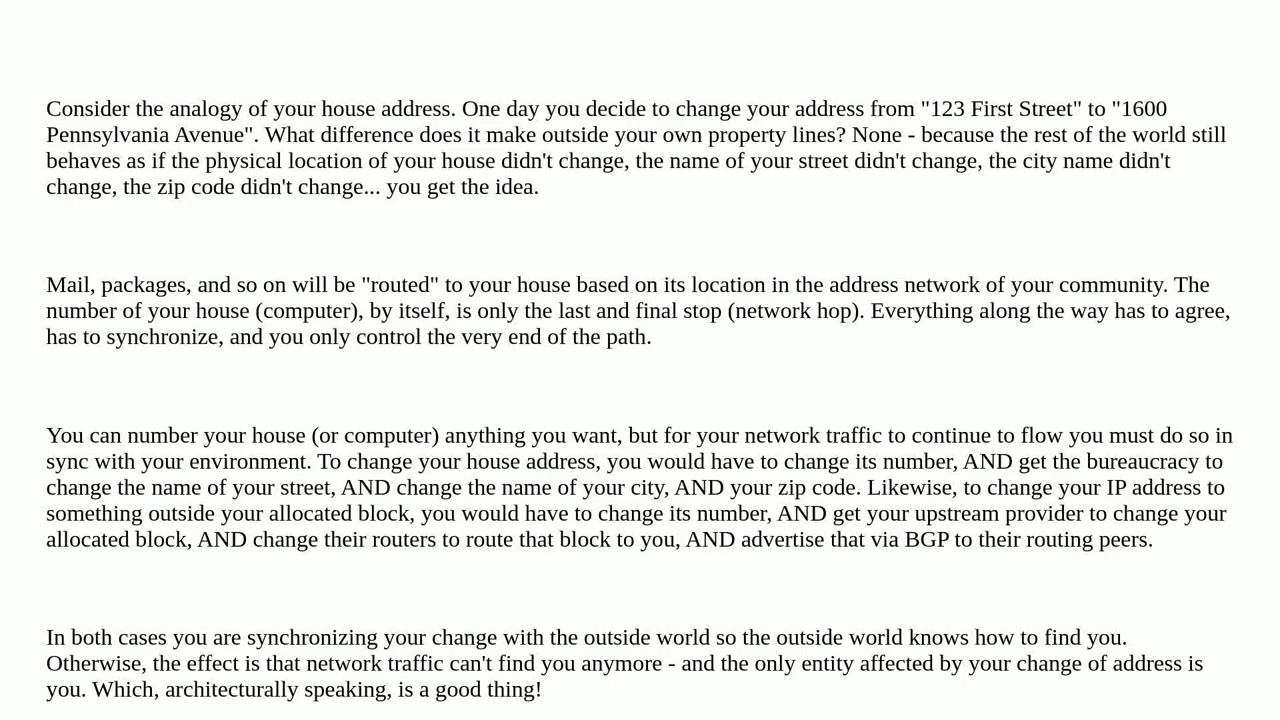 Consider the analogy of your house address. One day you decide to change your address from "123 First Street" to "1600
Pennsylvania Avenue". What difference does it make outside your own property lines? None - because the rest of the world still
behaves as if the physical location of your house didn't change, the name of your street didn't change, the city name didn't
change, the zip code didn't change... you get the idea.
Mail, packages, and so on will be "routed" to your house based on its location in the address network of your community. The
number of your house (computer), by itself, is only the last and final stop (network hop). Everything along the way has to agree,
has to synchronize, and you only control the very end of the path.
You can number your house (or computer) anything you want, but for your network traffic to continue to flow you must do so in
sync with your environment. To change your house address, you would have to change its number, AND get the bureaucracy to
change the name of your street, AND change the name of your city, AND your zip code. Likewise, to change your IP address to
something outside your allocated block, you would have to change its number, AND get your upstream provider to change your
allocated block, AND change their routers to route that block to you, AND advertise that via BGP to their routing peers.
In both cases you are synchronizing your change with the outside world so the outside world knows how to find you.
Otherwise, the effect is that network traffic can't find you anymore - and the only entity affected by your change of address is
you. Which, architecturally speaking, is a good thing!